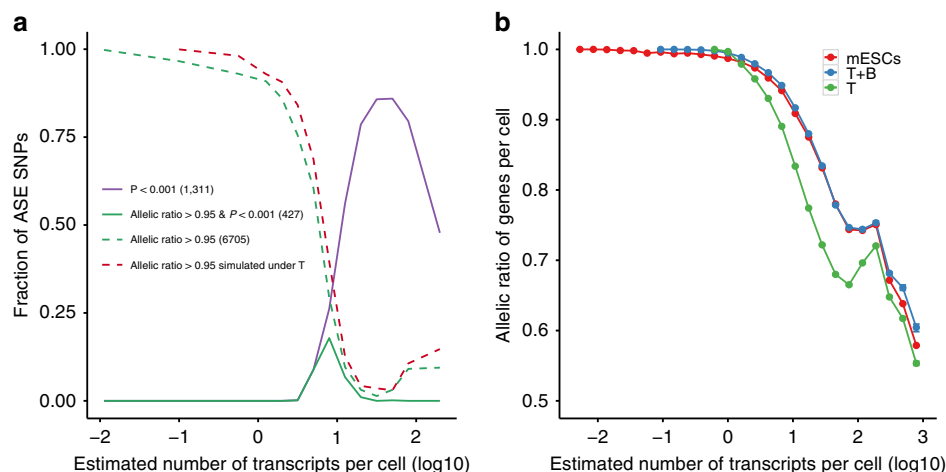 a
Fraction of ASE SNPs
1.00
0.75
0.50
0.25
0.00
P < 0.001 (1,311)
Allelic ratio > 0.95 & P < 0.001 (427)
Allelic ratio > 0.95 (6705)
Allelic ratio > 0.95 simulated under T
−2 −1 0 1 2
Estimated number of transcripts per cell (log10)
b
Allelic ratio of genes per cell
1.0
0.9
0.8
0.7
0.6
0.5
mESCs
T+B
T
−2 −1 0 1 2 3
Estimated number of transcripts per cell (log10)